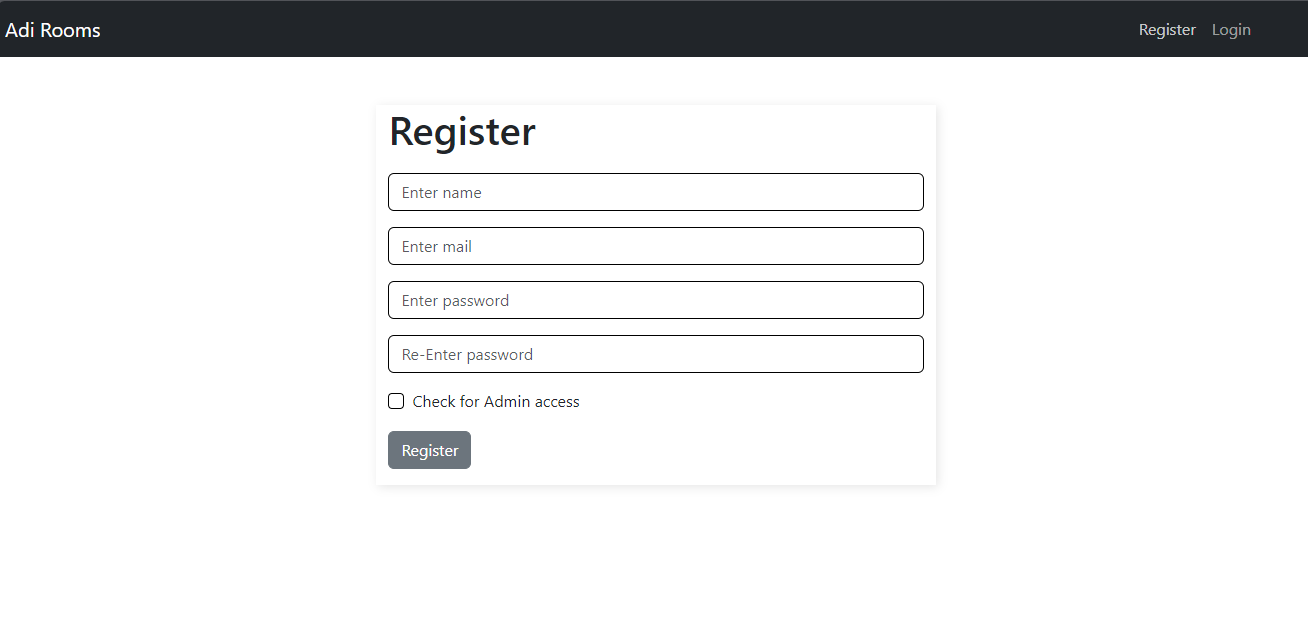 Adi Rooms
Register Login
Register
Enter name
Enter mail
Enter password
Re-Enter password
Check for Admin access
Register